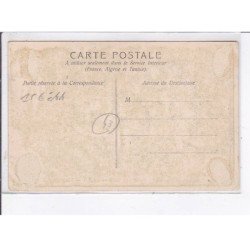 CARTE POSTALE
A utiliser seulement dans le Service Intérieur
(France, Algérie et Tunisie).
Partie réservée à la Correspondance
Adresse du Destinataire
M